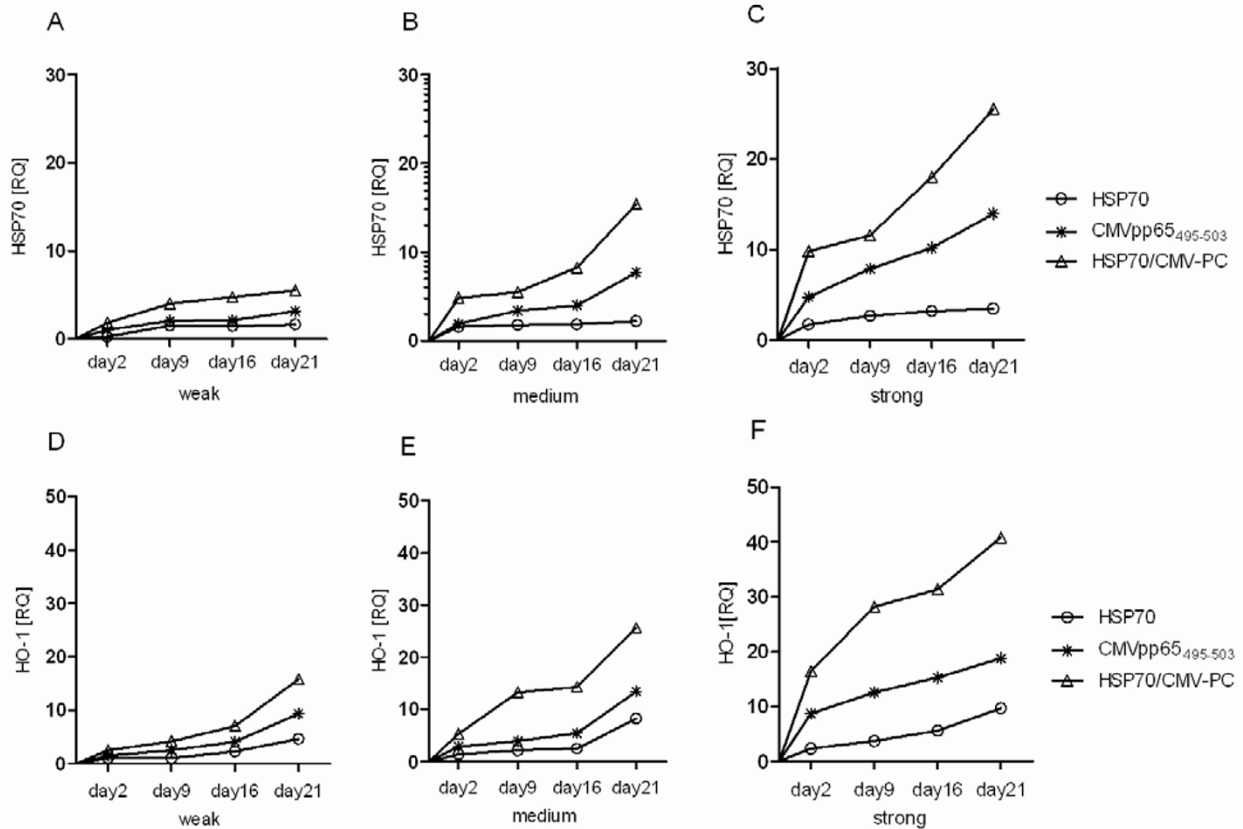 A
30
20
10
0
HSP70 [RQ]
day2 day9 day16 day21
weak
B
30
20
10
0
HSP70 [RQ]
day2 day9 day16 day21
medium
C
30
20
10
0
HSP70 [RQ]
day2 day9 day16 day21
strong
HSP70
CMVpp65495-503
HSP70/CMV-PC
D
50
40
30
20
10
0
HO-1 [RQ]
day2 day9 day16 day21
weak
E
50
40
30
20
10
0
HO-1 [RQ]
day2 day9 day16 day21
medium
F
50
40
30
20
10
0
HO-1[RQ]
day2 day9 day16 day21
strong
HSP70
CMVpp65495-503
HSP70/CMV-PC